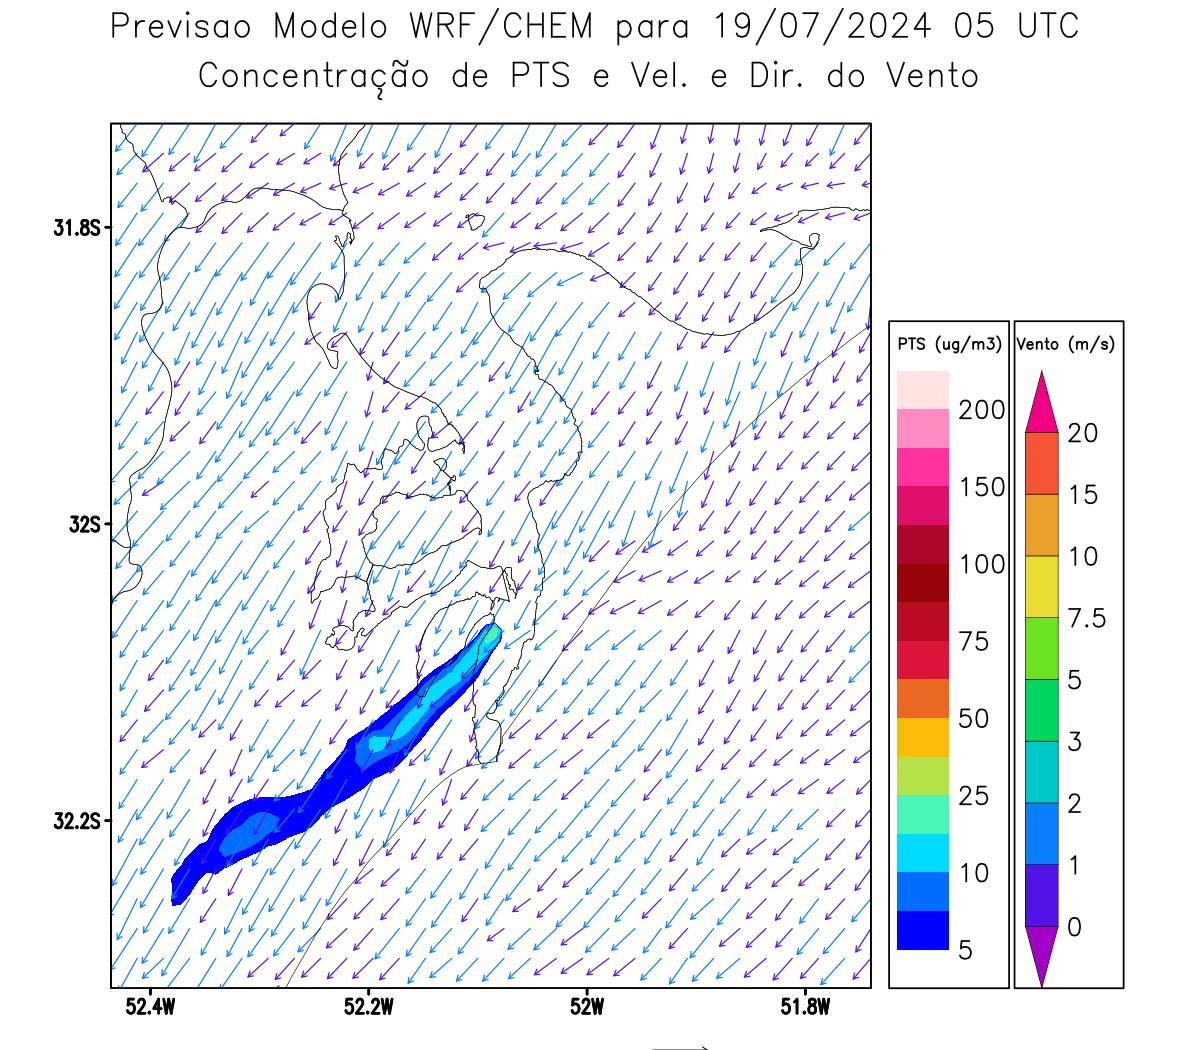 Previsao Modelo WRF/CHEM para 19/07/2024 05 UTC
Concentração de PTS e Vel. e Dir. do Vento
31.8S
32S
32.2S
52.4W 52.2W 52W 51.8W
PTS (ug/m3)
200
150
100
75
50
25
10
5
Vento (m/s)
20
15
10
7.5
5
3
2
1
0